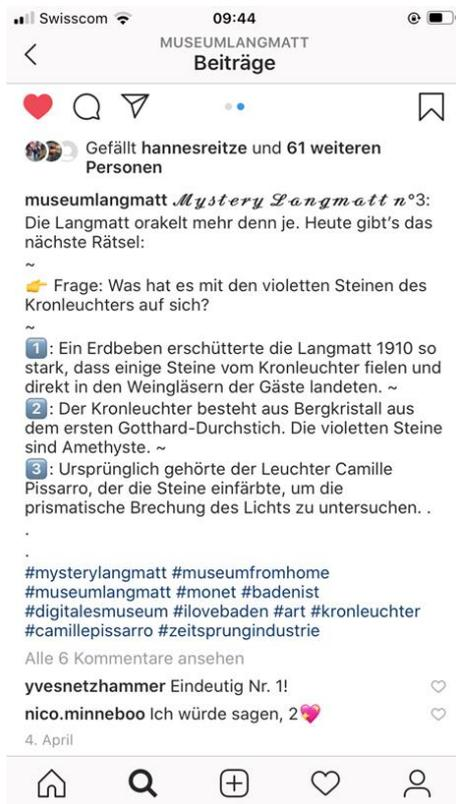 Swisscom 09:44
MUSEUMLANGMATT
Beiträge
Gefällt hannesreitze und 61 weiteren
Personen
museumlangmatt 𝓜𝔂𝓼𝓽𝓮𝓻𝔂 𝓛𝓪𝓷𝓰𝓶𝓪𝓽𝓽 𝓷°3:
Die Langmatt orakelt mehr denn je. Heute gibt's das
nächste Rätsel:
~
👉 Frage: Was hat es mit den violetten Steinen des
Kronleuchters auf sich?
~
1️⃣: Ein Erdbeben erschütterte die Langmatt 1910 so
stark, dass einige Steine vom Kronleuchter fielen und
direkt in den Weingläsern der Gäste landeten. ~
2️⃣: Der Kronleuchter besteht aus Bergkristall aus
dem ersten Gotthard-Durchstich. Die violetten Steine
sind Amethyste. ~
3️⃣: Ursprünglich gehörte der Leuchter Camille
Pissarro, der die Steine einfärbte, um die
prismatische Brechung des Lichts zu untersuchen. .
.
.
#mysterylangmatt #museumfromhome
#museumlangmatt #monet #badenist
#digitalesmuseum #ilovebaden #art #kronleuchter
#camillepissarro #zeitsprungindustrie
Alle 6 Kommentare ansehen
yvesnetzhammer Eindeutig Nr. 1!
nico.minneboo Ich würde sagen, 2💖
4. April